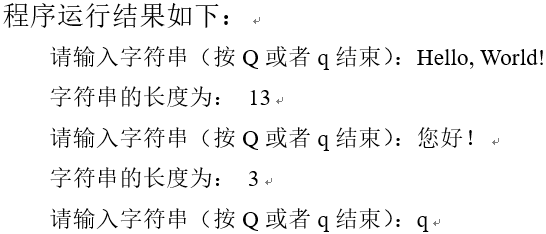 程序运行结果如下：
请输入字符串（按 Q 或者 q 结束）：Hello, World!
字符串的长度为： 13
请输入字符串（按 Q 或者 q 结束）：您好！
字符串的长度为： 3
请输入字符串（按 Q 或者 q 结束）：q